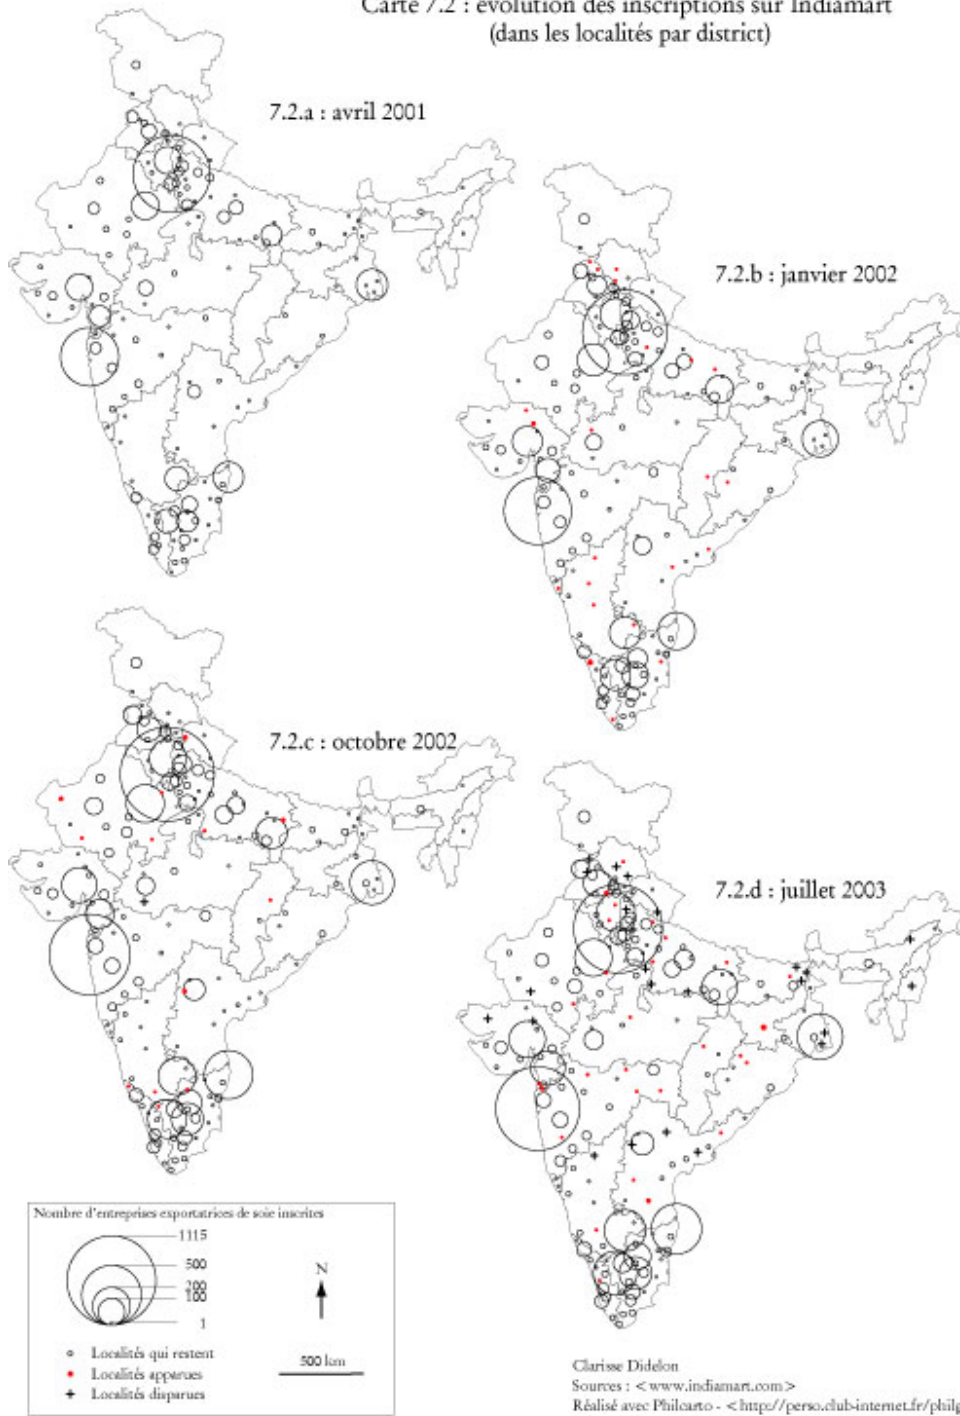 Carte 7.2 : évolution des inscriptions sur Indiamart
(dans les localités par district)
7.2.a : avril 2001
7.2.b : janvier 2002
7.2.c : octobre 2002
7.2.d : juillet 2003
Nombre d'entreprises exportatrices de soie inscrites
1115
500
200
100
1
N
Localités qui restent
Localités apparues
Localités disparues
500 km
Clarisse Didelon
Sources : <www.indiamart.com>
Réalisé avec Philcarto - <http://perso.club-internet.fr/philg